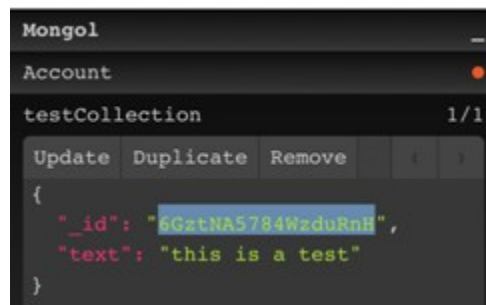 Mongol _
Account
testCollection 1/1
Update Duplicate Remove
{
"_id": "6GztNA5784WzduRnH",
"text": "this is a test"
}